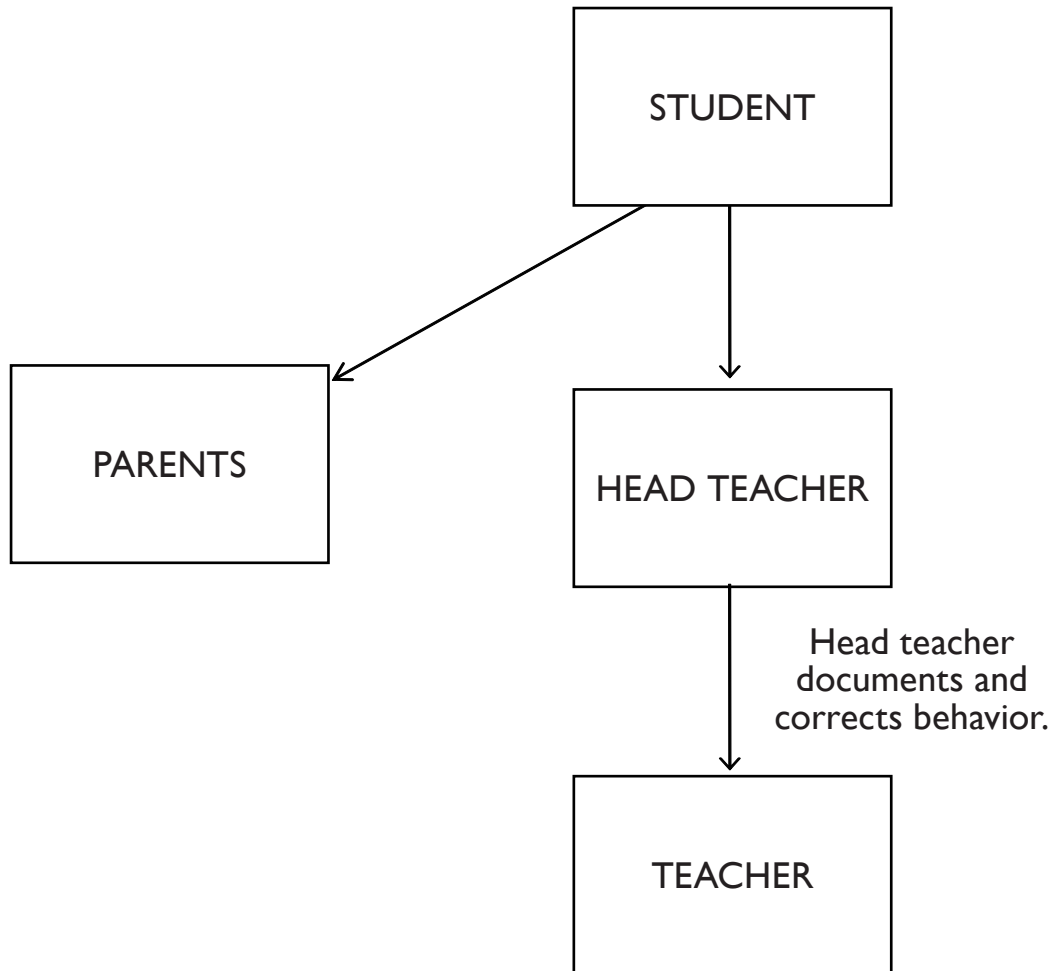 STUDENT
PARENTS
HEAD TEACHER
Head teacher
documents and
corrects behavior.
TEACHER